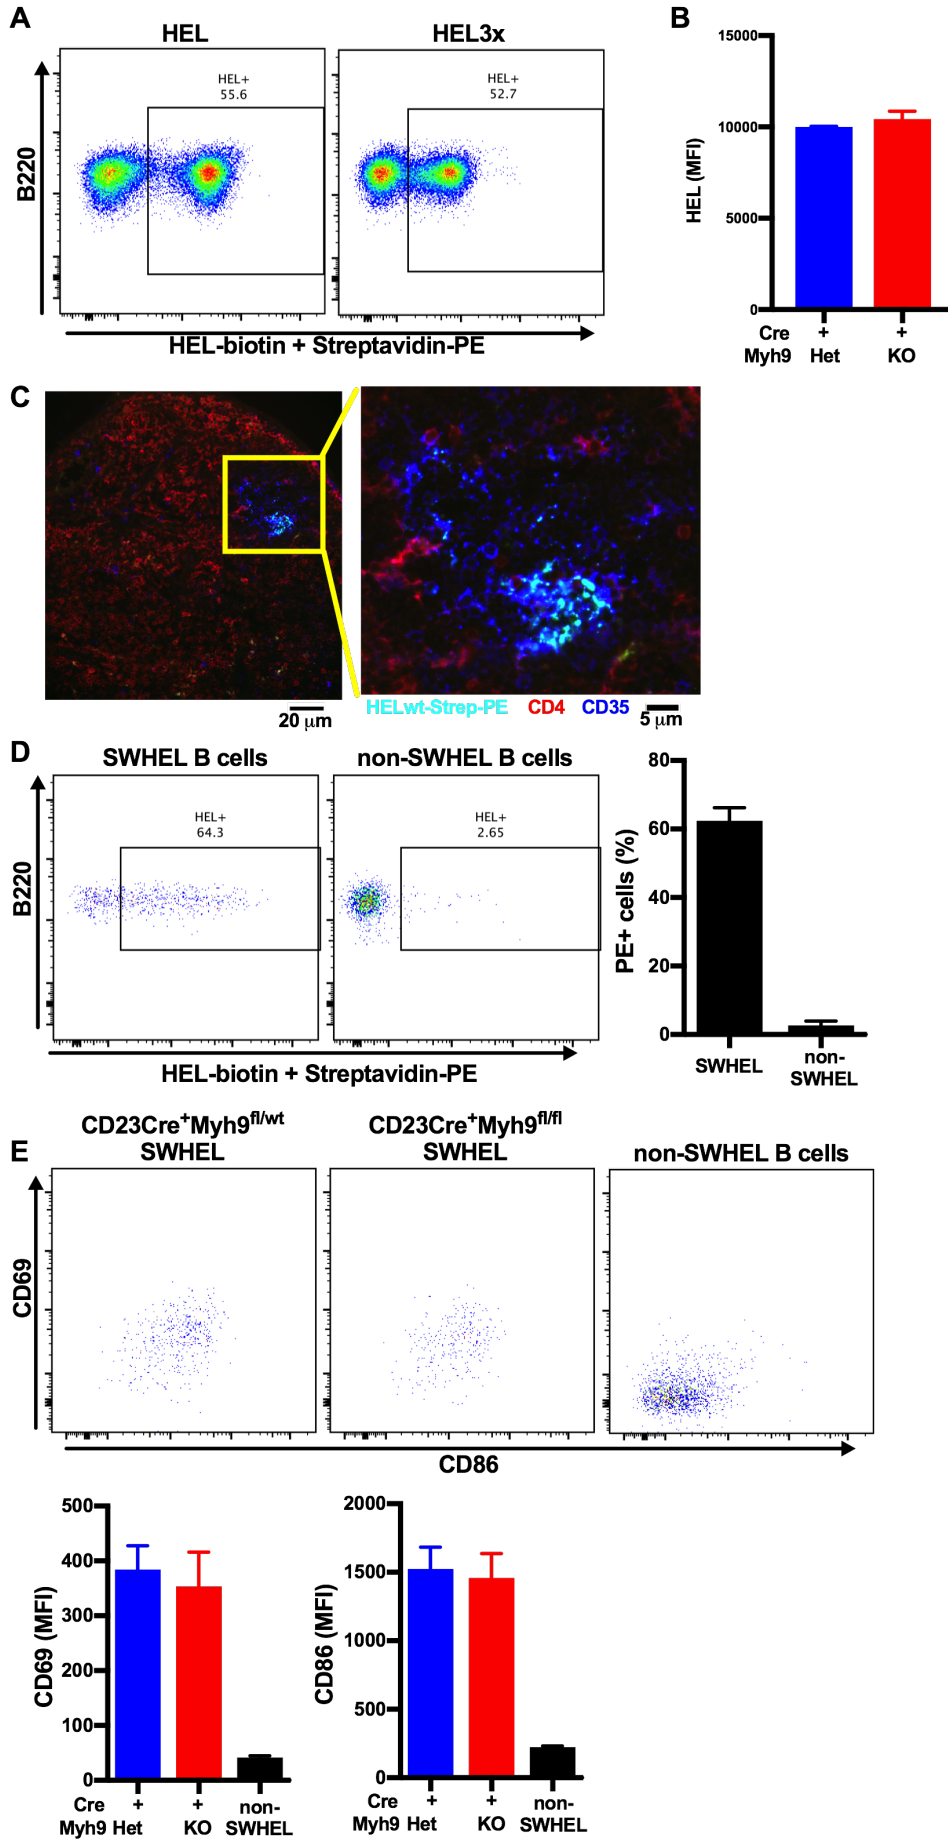 A
HEL
HEL3x
HEL+
55.6
HEL+
52.7
B220
HEL-biotin + Streptavidin-PE
B
15000
10000
5000
0
HEL (MFI)
Cre + +
Myh9 Het KO
C
20 μm
HELwt-Strep-PE CD4 CD35
5 μm
D
SWHEL B cells
non-SWHEL B cells
HEL+
64.3
HEL+
2.65
B220
HEL-biotin + Streptavidin-PE
80
60
40
20
0
PE+ cells (%)
SWHEL
non-
SWHEL
E
CD23Cre+Myh9fl/wt
SWHEL
CD23Cre+Myh9fl/fl
SWHEL
non-SWHEL B cells
CD69
CD86
500
400
300
200
100
0
CD69 (MFI)
Cre + + non-
Myh9 Het KO SWHEL
2000
1500
1000
500
0
CD86 (MFI)
Cre + + non-
Myh9 Het KO SWHEL